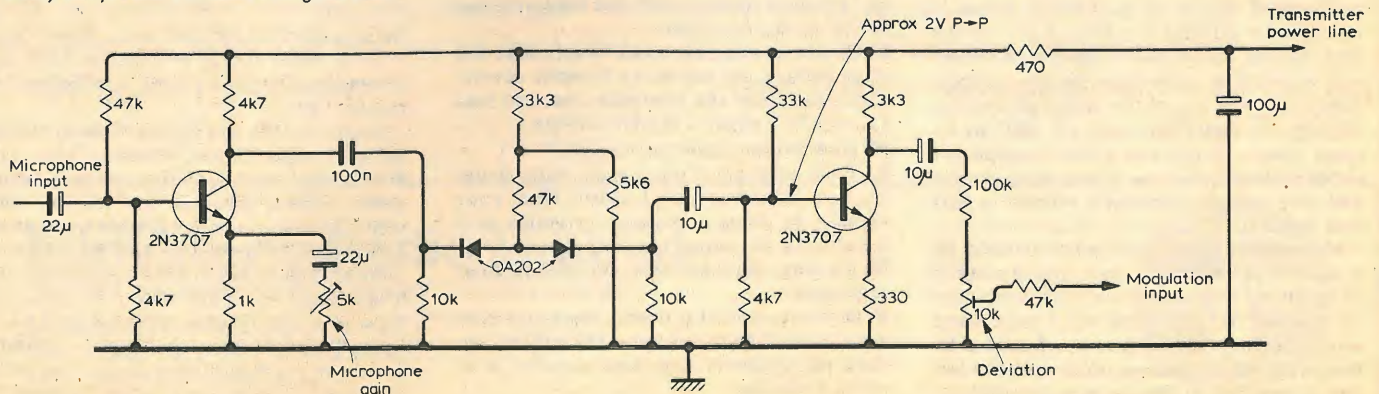 Approx 2V P→P
Transmitter
power line
470
47k
4k7
3k3
33k
3k3
100μ
Microphone
input
22μ
100n
47k
5k6
10μ
10μ
100k
2N3707
2N3707
22μ
OA202
4k7
1k
5k
10k
10k
4k7
330
10k
47k
Modulation
input
Microphone
gain
Deviation